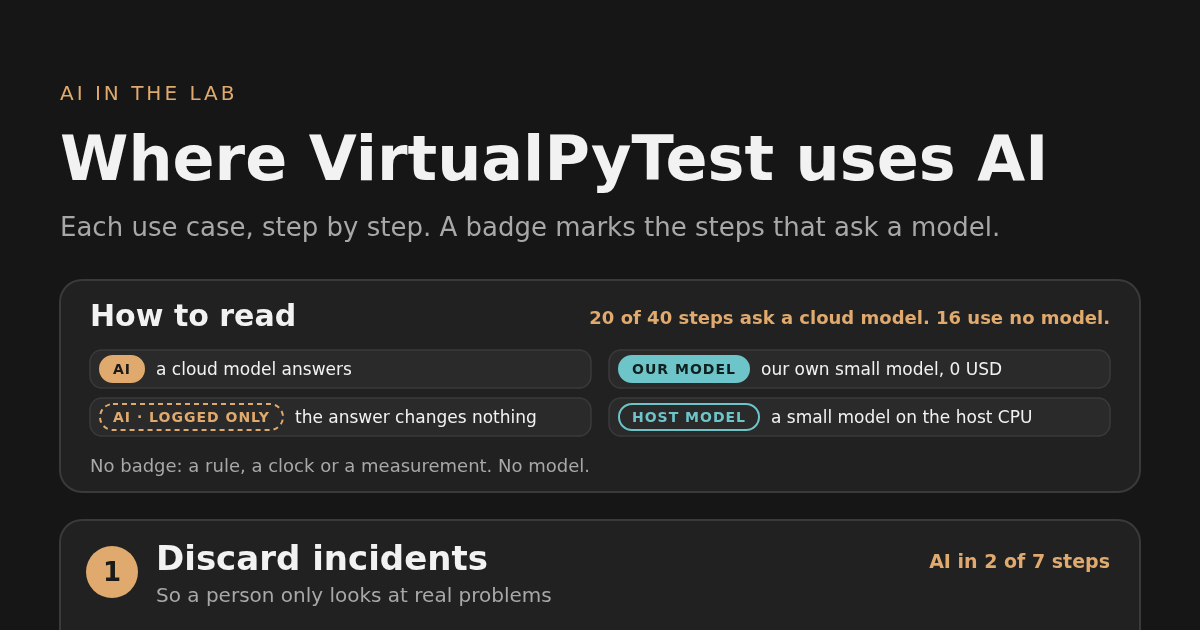 AI IN THE LAB
Where VirtualPyTest uses AI
Each use case, step by step. A badge marks the steps that ask a model.
How to read
20 of 40 steps ask a cloud model. 16 use no model.
AI a cloud model answers
OUR MODEL our own small model, 0 USD
AI · LOGGED ONLY the answer changes nothing
HOST MODEL a small model on the host CPU
No badge: a rule, a clock or a measurement. No model.
1
Discard incidents
AI in 2 of 7 steps
So a person only looks at real problems